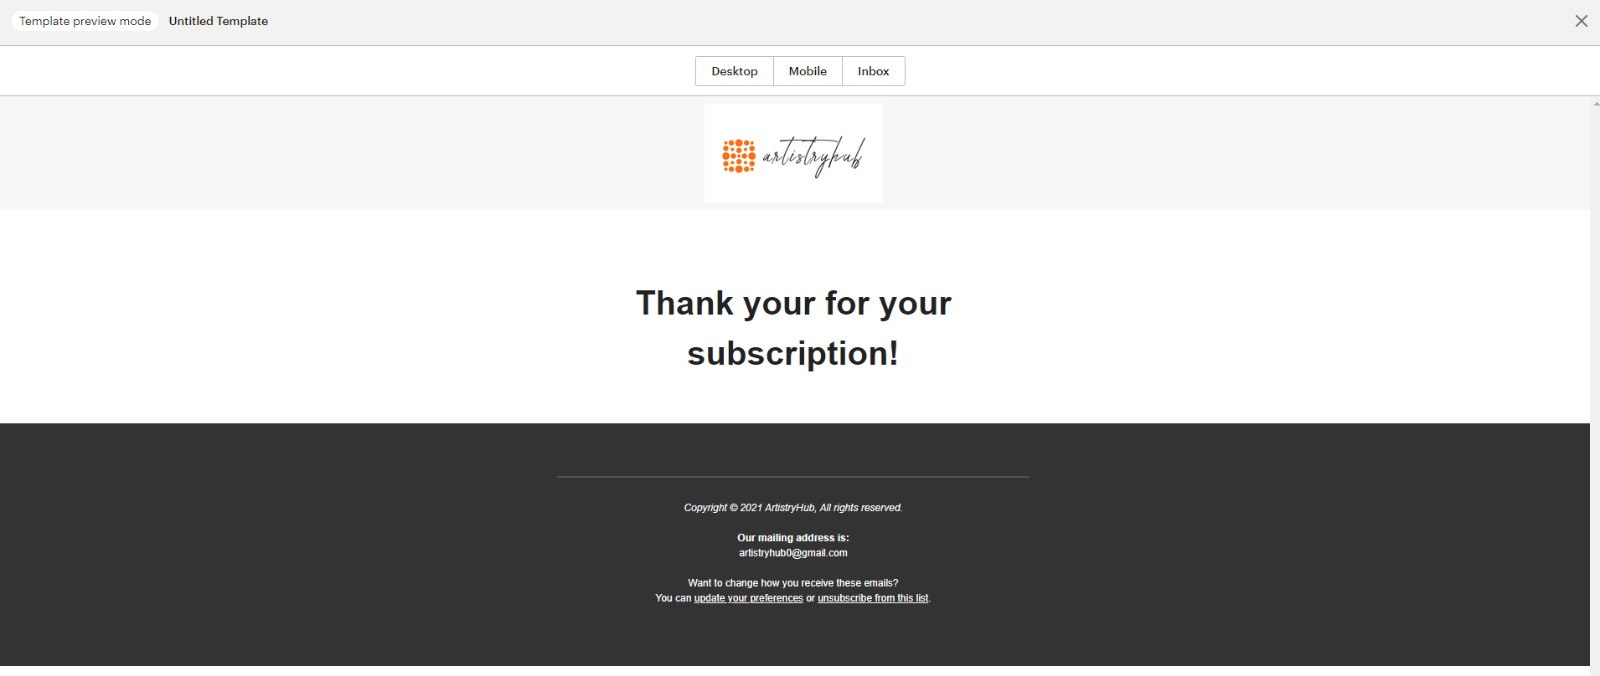 Template preview mode Untitled Template
Desktop Mobile Inbox
artistryhub
Thank your for your
subscription!
Copyright © 2021 ArtistryHub, All rights reserved.
Our mailing address is:
artistryhub0@gmail.com
Want to change how you receive these emails?
You can update your preferences or unsubscribe from this list.